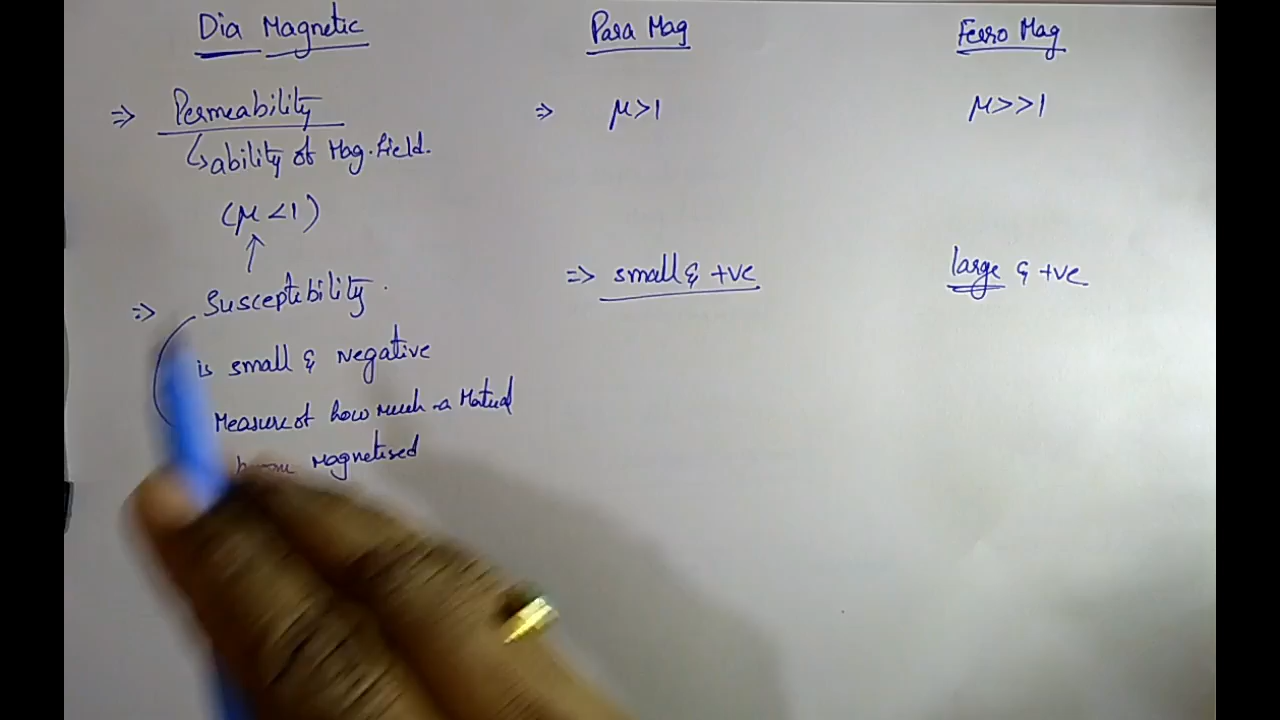 Dia Magnetic
Para Mag
Ferro Mag
⇒ Permeability
↳ ability of Mag. field.
(μ<1)
⇒ μ>1
μ>>1
⇒ Susceptibility.
is small & Negative
Measure of how much a
Magnetised
⇒ small & +ve
large & +ve